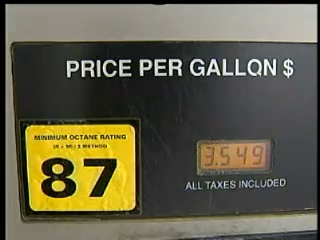 PRICE PER GALLON $
MINIMUM OCTANE RATING
(R + M) / 2 METHOD
87
3.549
ALL TAXES INCLUDED